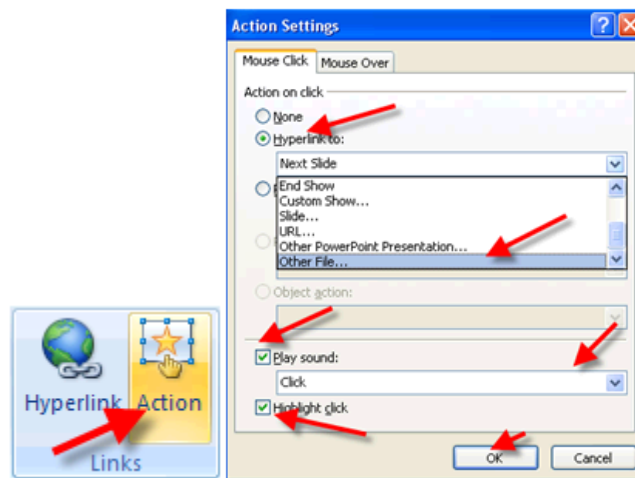 Action Settings
Mouse Click Mouse Over
Action on click
None
Hyperlink to:
Next Slide
End Show
Custom Show...
Slide...
URL...
Other PowerPoint Presentation...
Other File...
Object action:
Play sound:
Click
Highlight click
OK Cancel
Hyperlink Action
Links